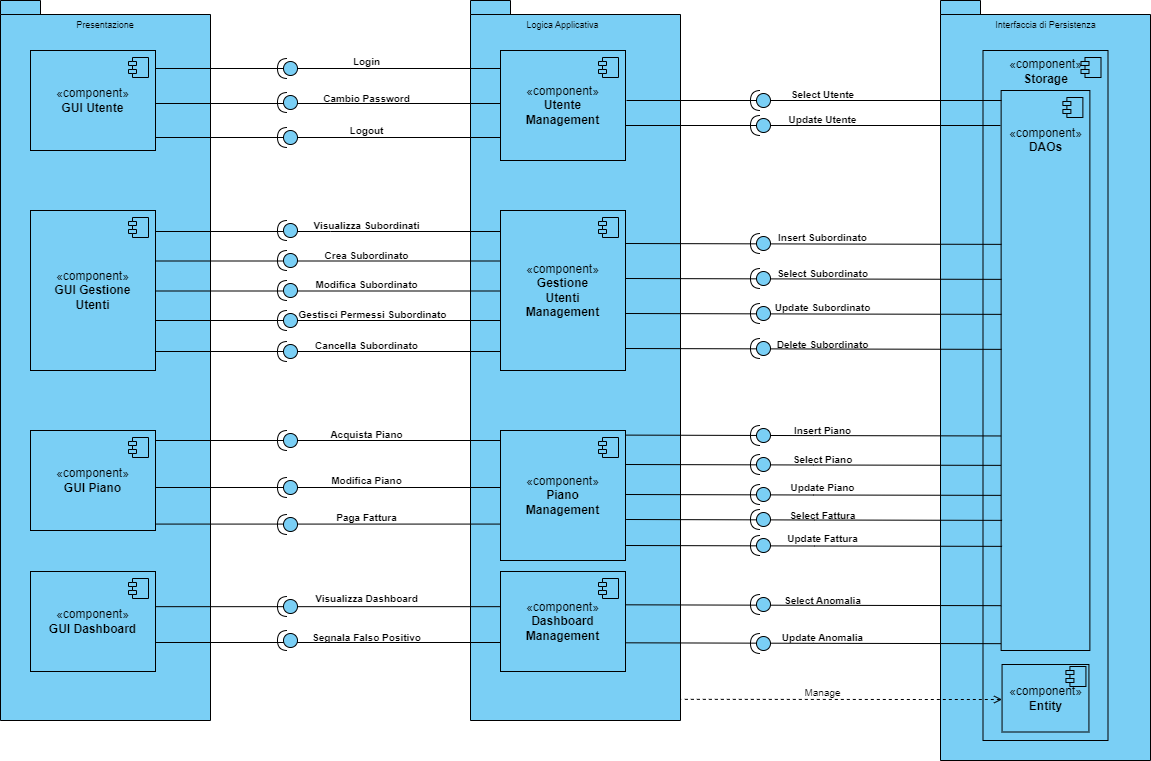 Presentazione
Logica Applicativa
Interfaccia di Persistenza
«component»
GUI Utente
Login
Cambio Password
Logout
«component»
Utente
Management
Select Utente
Update Utente
«component»
Storage
«component»
DAOs
«component»
GUI Gestione
Utenti
Visualizza Subordinati
Crea Subordinato
Modifica Subordinato
Gestisci Permessi Subordinato
Cancella Subordinato
«component»
Gestione
Utenti
Management
Insert Subordinato
Select Subordinato
Update Subordinato
Delete Subordinato
«component»
GUI Piano
Acquista Piano
Modifica Piano
Paga Fattura
«component»
Piano
Management
Insert Piano
Select Piano
Update Piano
Select Fattura
Update Fattura
«component»
GUI Dashboard
Visualizza Dashboard
Segnala Falso Positivo
«component»
Dashboard
Management
Select Anomalia
Update Anomalia
Manage
«component»
Entity